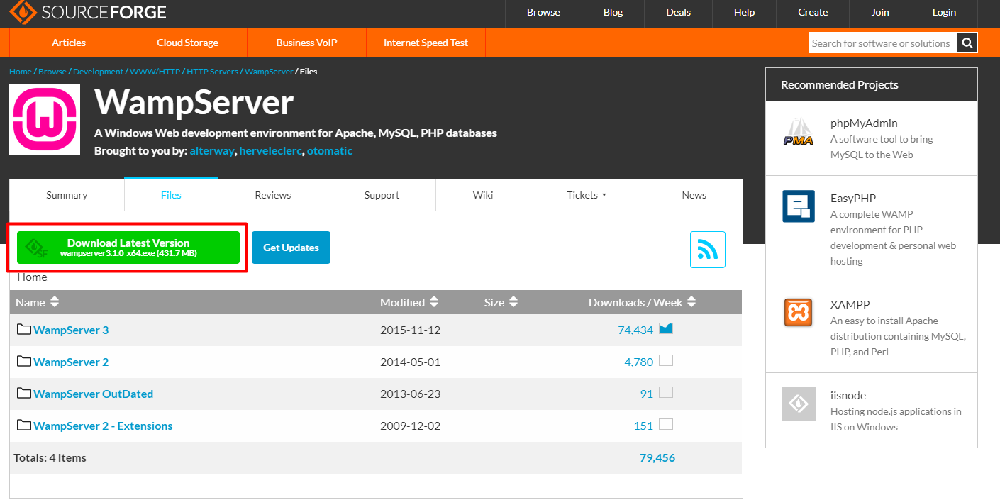 SOURCEFORGE
Browse
Blog
Deals
Help
Create
Join
Login
Articles
Cloud Storage
Business VoIP
Internet Speed Test
Search for software or solutions
Home / Browse / Development / WWW/HTTP / HTTP Servers / WampServer / Files
W
WampServer
A Windows Web development environment for Apache, MySQL, PHP databases
Brought to you by: alterway, herveleclerc, otomatic
Summary
Files
Reviews
Support
Wiki
Tickets
News
SF
Download Latest Version
wampserver3.1.0_x64.exe (431.7 MB)
Get Updates
Home
Name Modified Size Downloads / Week
WampServer 3 2015-11-12 74,434
WampServer 2 2014-05-01 4,780
WampServer OutDated 2013-06-23 91
WampServer 2 - Extensions 2009-12-02 151
Totals: 4 Items 79,456
Recommended Projects
PMA
phpMyAdmin
A software tool to bring
MySQL to the Web
EasyPHP
A complete WAMP
environment for PHP
development & personal web
hosting
XAMPP
An easy to install Apache
distribution containing MySQL,
PHP, and Perl
iisnode
Hosting node.js applications in
IIS on Windows